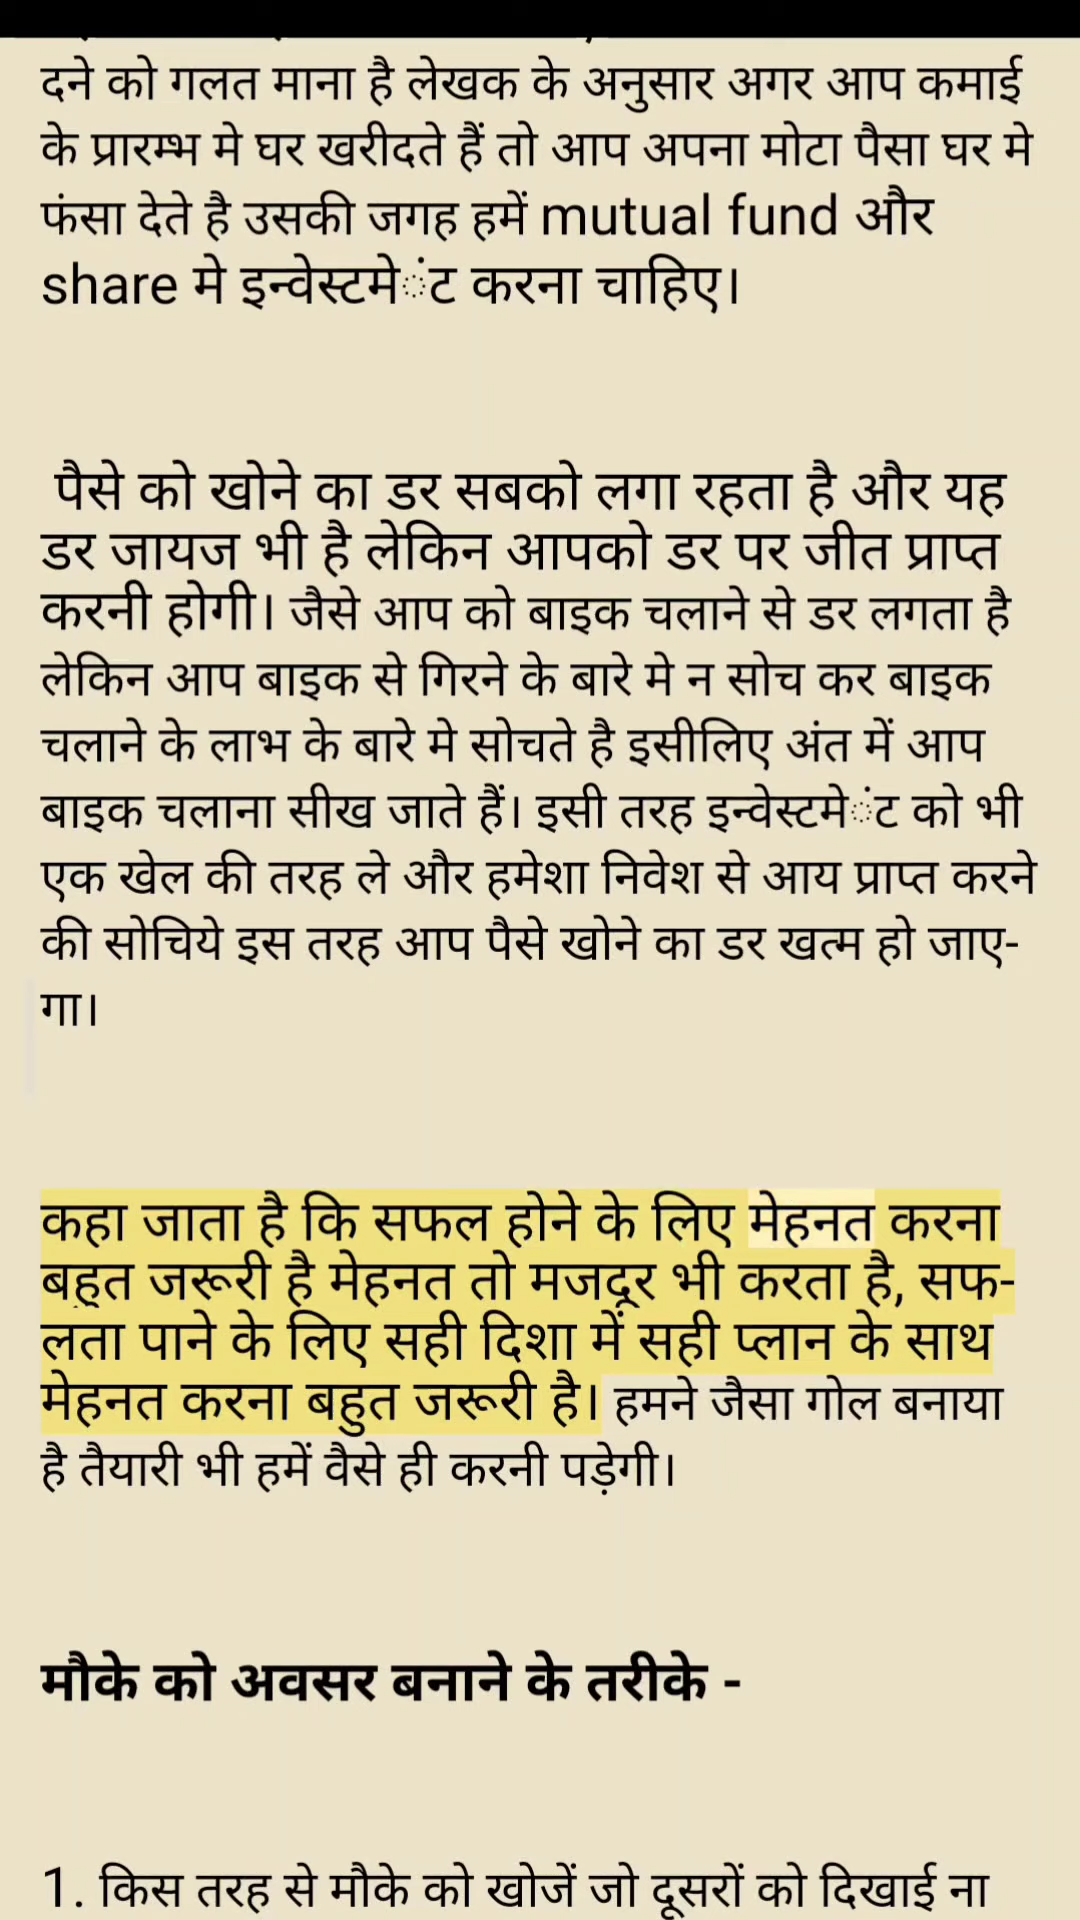 दने को गलत माना है लेखक के अनुसार अगर आप कमाई
के प्रारम्भ मे घर खरीदते हैं तो आप अपना मोटा पैसा घर मे
फंसा देते है उसकी जगह हमें mutual fund और
share मे इन्वेस्टमेंट करना चाहिए।
पैसे को खोने का डर सबको लगा रहता है और यह
डर जायज भी है लेकिन आपको डर पर जीत प्राप्त
करनी होगी। जैसे आप को बाइक चलाने से डर लगता है
लेकिन आप बाइक से गिरने के बारे मे न सोच कर बाइक
चलाने के लाभ के बारे मे सोचते है इसीलिए अंत में आप
बाइक चलाना सीख जाते हैं। इसी तरह इन्वेस्टमेंट को भी
एक खेल की तरह ले और हमेशा निवेश से आय प्राप्त करने
की सोचिये इस तरह आप पैसे खोने का डर खत्म हो जाए-
गा।
कहा जाता है कि सफल होने के लिए मेहनत करना
बहुत जरूरी है मेहनत तो मजदूर भी करता है, सफ-
लता पाने के लिए सही दिशा में सही प्लान के साथ
मेहनत करना बहुत जरूरी है। हमने जैसा गोल बनाया
है तैयारी भी हमें वैसे ही करनी पड़ेगी।
मौके को अवसर बनाने के तरीके -
1. किस तरह से मौके को खोजें जो दूसरों को दिखाई ना